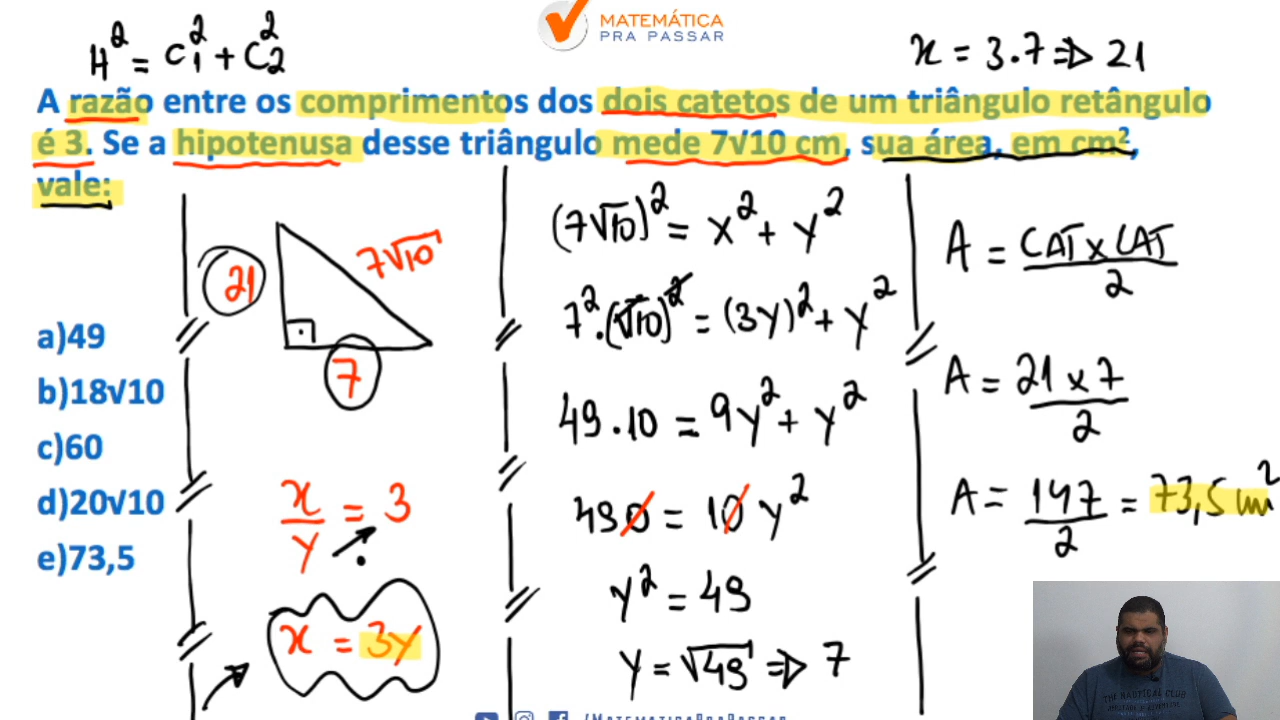 MATEMÁTICA
PRA PASSAR
H² = C₁² + C₂²
x = 3.7 ⇒ 21
A razão entre os comprimentos dos dois catetos de um triângulo retângulo
é 3. Se a hipotenusa desse triângulo mede 7√10 cm, sua área, em cm²,
vale:
a)49
b)18√10
c)60
d)20√10
e)73,5
21
7√10
7
x/y = 3
x = 3y
(7√10)² = x² + y²
7².(√10)² = (3y)² + y²
49.10 = 9y² + y²
490 = 10y²
y² = 49
y = √49 ⇒ 7
A = CAT x CAT / 2
A = 21 x 7 / 2
A = 147 / 2 = 73,5 cm²
THE NAUTICAL CLUB
/MatematicaPraPassar